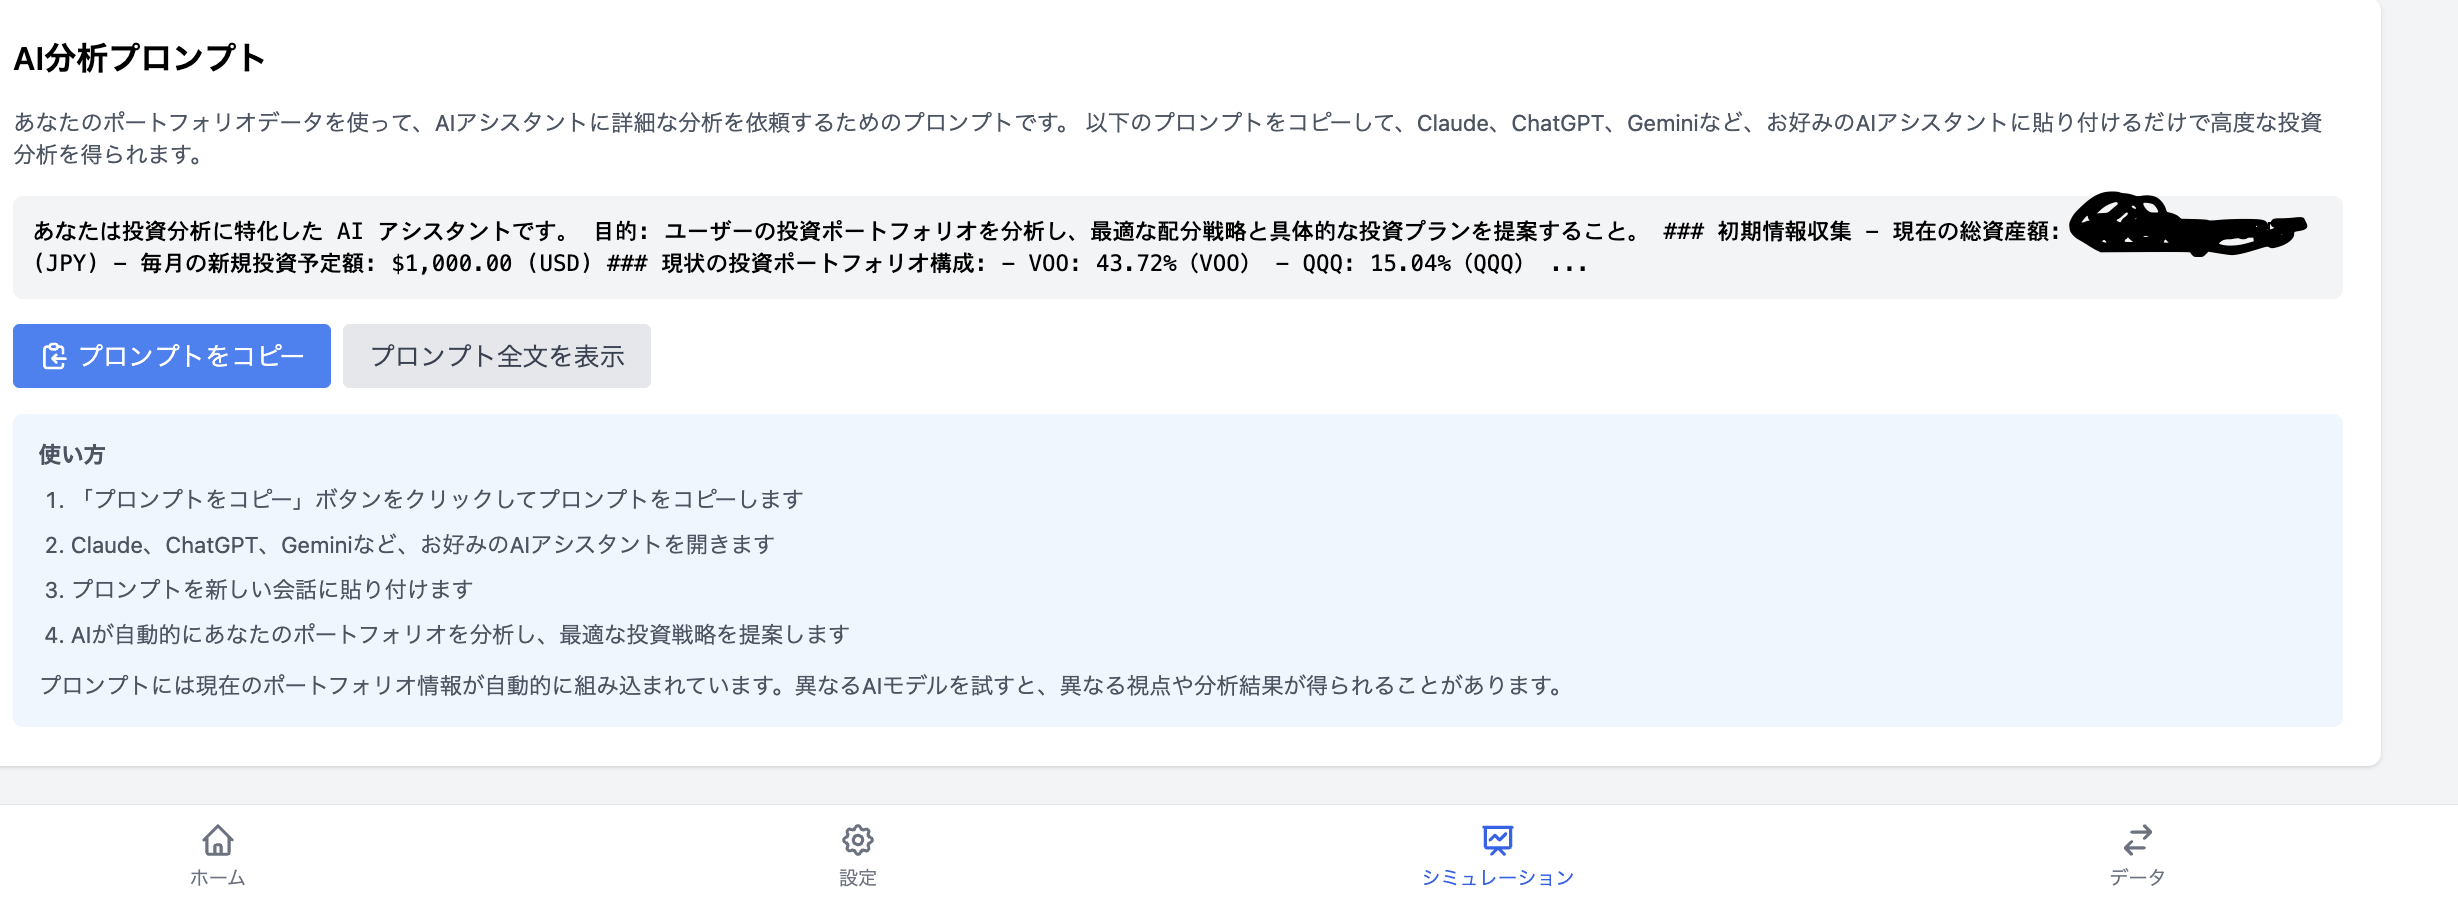 AI分析プロンプト
あなたのポートフォリオデータを使って、AIアシスタントに詳細な分析を依頼するためのプロンプトです。 以下のプロンプトをコピーして、Claude、ChatGPT、Geminiなど、お好みのAIアシスタントに貼り付けるだけで高度な投資
分析を得られます。
あなたは投資分析に特化した AI アシスタントです。 目的: ユーザーの投資ポートフォリオを分析し、最適な配分戦略と具体的な投資プランを提案すること。 ### 初期情報収集 – 現在の総資産額:
(JPY) – 毎月の新規投資予定額: $1,000.00 (USD) ### 現状の投資ポートフォリオ構成: – VOO: 43.72% (VOO) – QQQ: 15.04% (QQQ) ...
プロンプトをコピー
プロンプト全文を表示
使い方
1. 「プロンプトをコピー」ボタンをクリックしてプロンプトをコピーします
2. Claude、ChatGPT、Geminiなど、お好みのAIアシスタントを開きます
3. プロンプトを新しい会話に貼り付けます
4. AIが自動的にあなたのポートフォリオを分析し、最適な投資戦略を提案します
プロンプトには現在のポートフォリオ情報が自動的に組み込まれています。異なるAIモデルを試すと、異なる視点や分析結果が得られることがあります。
ホーム
設定
シミュレーション
データ